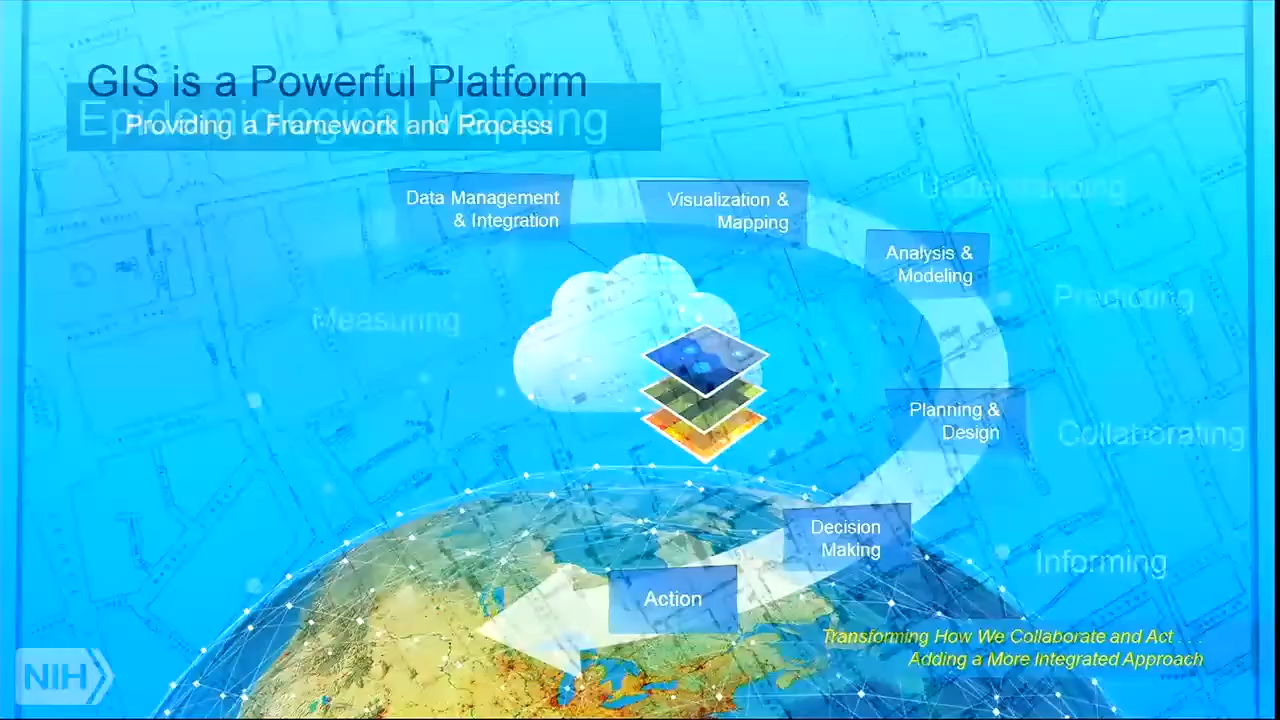 GIS is a Powerful Platform
Epidemiological Mapping
Providing a Framework and Process
Data Management
& Integration
Visualization &
Mapping
Understanding
Analysis &
Modeling
Predicting
Measuring
Planning &
Design
Collaborating
Decision
Making
Informing
Action
Transforming How We Collaborate and Act . . .
Adding a More Integrated Approach
NIH